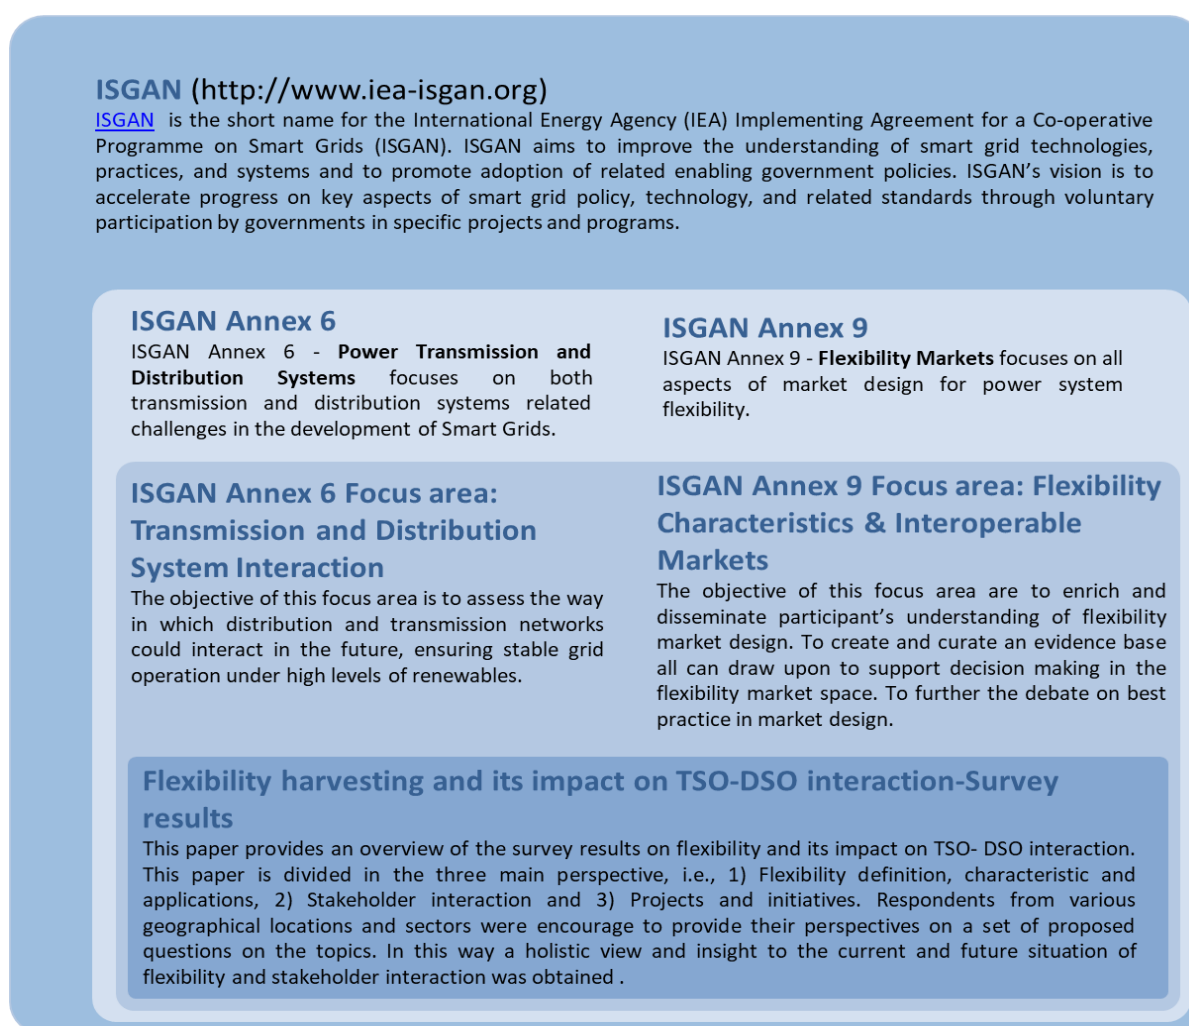 ISGAN (http://www.iea-isgan.org)
ISGAN is the short name for the International Energy Agency (IEA) Implementing Agreement for a Co-operative
Programme on Smart Grids (ISGAN). ISGAN aims to improve the understanding of smart grid technologies,
practices, and systems and to promote adoption of related enabling government policies. ISGAN’s vision is to
accelerate progress on key aspects of smart grid policy, technology, and related standards through voluntary
participation by governments in specific projects and programs.
ISGAN Annex 6
ISGAN Annex 6 - Power Transmission and
Distribution Systems focuses on both
transmission and distribution systems related
challenges in the development of Smart Grids.
ISGAN Annex 9
ISGAN Annex 9 - Flexibility Markets focuses on all
aspects of market design for power system
flexibility.
ISGAN Annex 6 Focus area:
Transmission and Distribution
System Interaction
The objective of this focus area is to assess the way
in which distribution and transmission networks
could interact in the future, ensuring stable grid
operation under high levels of renewables.
ISGAN Annex 9 Focus area: Flexibility
Characteristics & Interoperable
Markets
The objective of this focus area are to enrich and
disseminate participant’s understanding of flexibility
market design. To create and curate an evidence base
all can draw upon to support decision making in the
flexibility market space. To further the debate on best
practice in market design.
Flexibility harvesting and its impact on TSO-DSO interaction-Survey
results
This paper provides an overview of the survey results on flexibility and its impact on TSO- DSO interaction.
This paper is divided in the three main perspective, i.e., 1) Flexibility definition, characteristic and
applications, 2) Stakeholder interaction and 3) Projects and initiatives. Respondents from various
geographical locations and sectors were encourage to provide their perspectives on a set of proposed
questions on the topics. In this way a holistic view and insight to the current and future situation of
flexibility and stakeholder interaction was obtained .